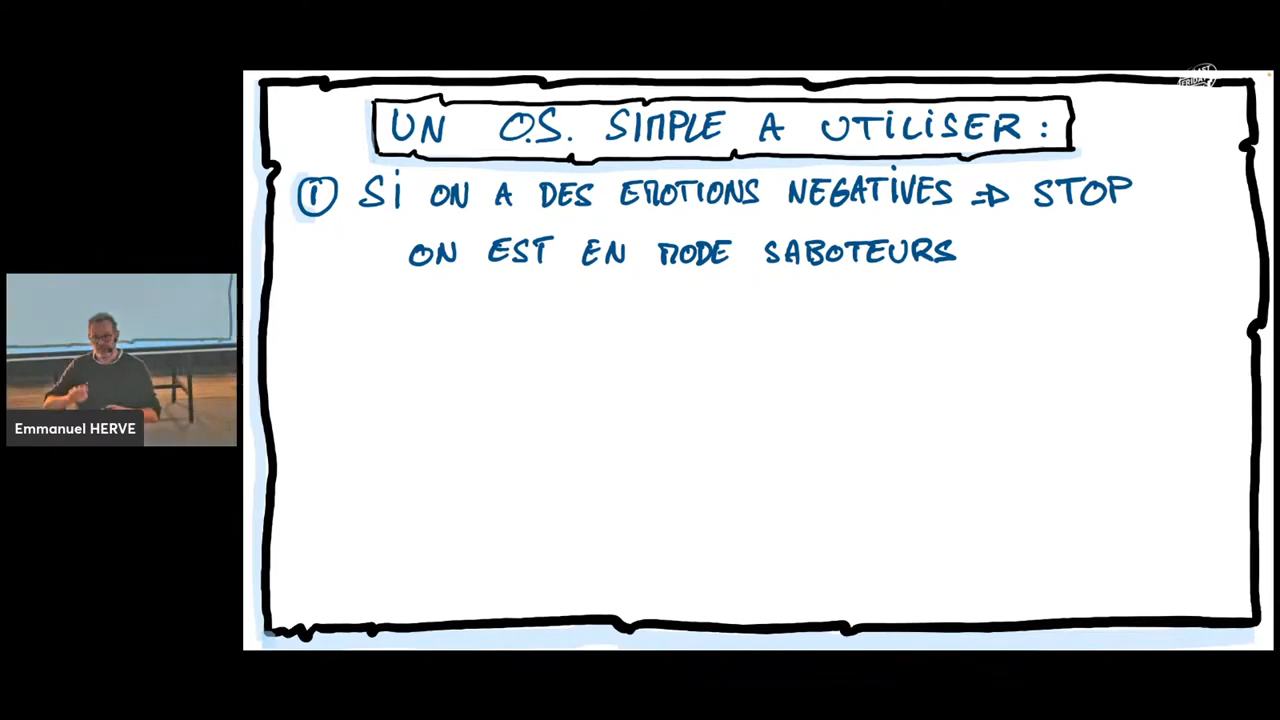 UN O.S. SIMPLE A UTILISER :
① SI ON A DES EMOTIONS NEGATIVES => STOP
ON EST EN MODE SABOTEURS
Emmanuel HERVE